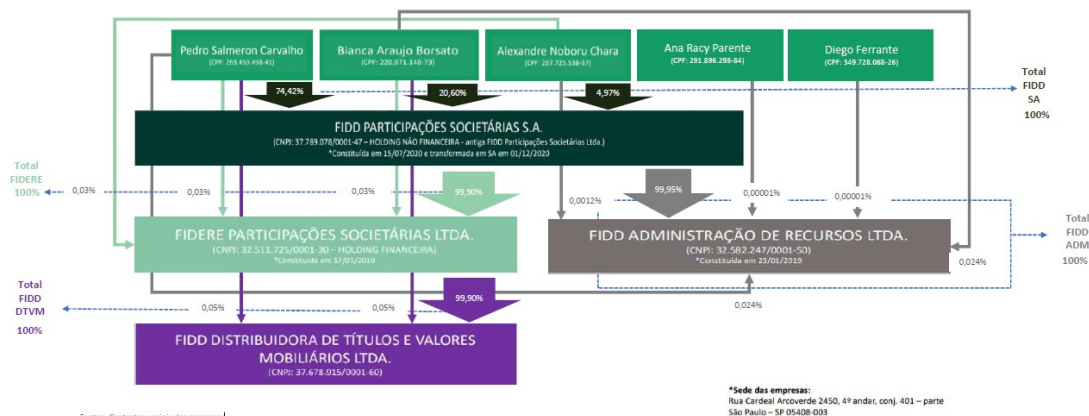 Pedro Salmeron Carvalho
(CPF: 263.459.498-41)
Bianca Araujo Borsato
(CPF: 220.971.148-73)
Alexandre Noboru Chara
(CPF: 267.725.538-37)
Ana Racy Parente
(CPF: 291.896.298-84)
Diego Ferrante
(CPF: 349.728.068-26)
74,42%
20,60%
4,97%
Total
FIDD
SA
100%
FIDD PARTICIPAÇÕES SOCIETÁRIAS S.A.
(CNPJ: 37.789.078/0001-47 – HOLDING NÃO FINANCEIRA - antiga FIDD Participações Societárias Ltda.)
*Constituída em 15/07/2020 e transformada em SA em 01/12/2020
Total
FIDERE
100%
0,03%
0,03%
0,03%
99,90%
0,0012%
99,95%
0,00001%
0,00001%
FIDERE PARTICIPAÇÕES SOCIETÁRIAS LTDA.
(CNPJ: 32.511.725/0001-30 – HOLDING FINANCEIRA)
*Constituída em 17/01/2019
FIDD ADMINISTRAÇÃO DE RECURSOS LTDA.
(CNPJ: 32.582.247/0001-50)
*Constituída em 23/01/2019
0,024%
Total
FIDD
ADM
100%
Total
FIDD
DTVM
100%
0,05%
0,05%
99,90%
0,024%
FIDD DISTRIBUIDORA DE TÍTULOS E VALORES
MOBILIÁRIOS LTDA.
(CNPJ: 37.678.915/0001-60)
*Sede das empresas:
Rua Cardeal Arcoverde 2450, 4º andar, conj. 401 – parte
São Paulo – SP 05408-003